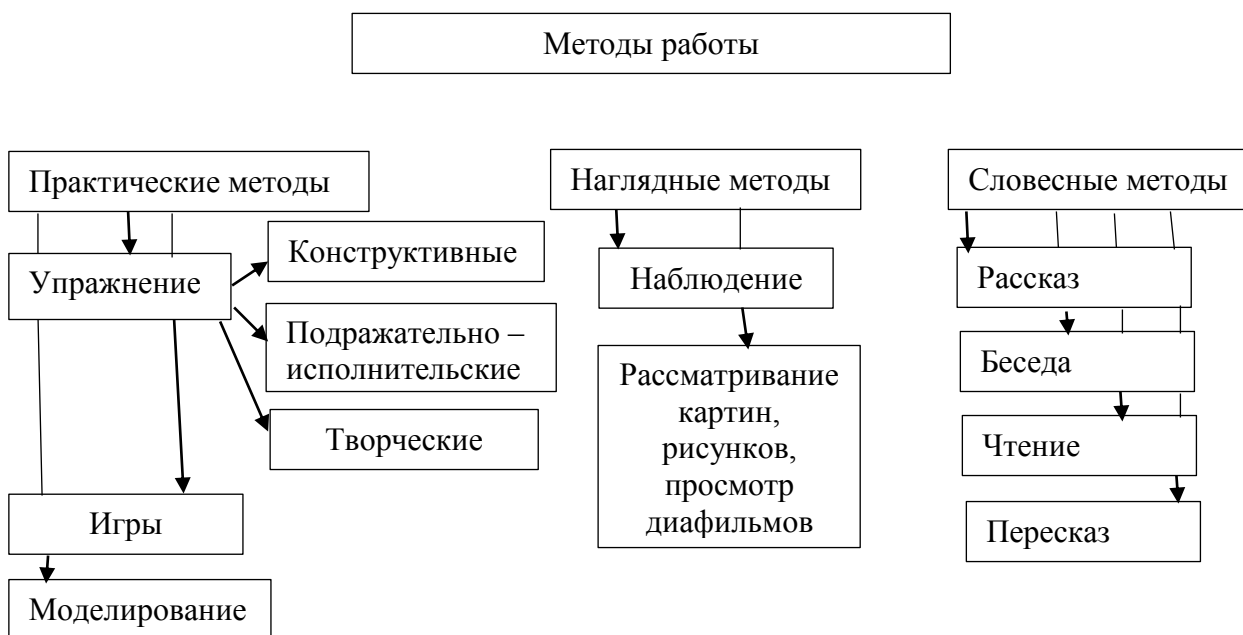 Методы работы
Практические методы
Наглядные методы
Словесные методы
Упражнение
Конструктивные
Подражательно –
исполнительские
Творческие
Игры
Моделирование
Наблюдение
Рассматривание
картин,
рисунков,
просмотр
диафильмов
Рассказ
Беседа
Чтение
Пересказ